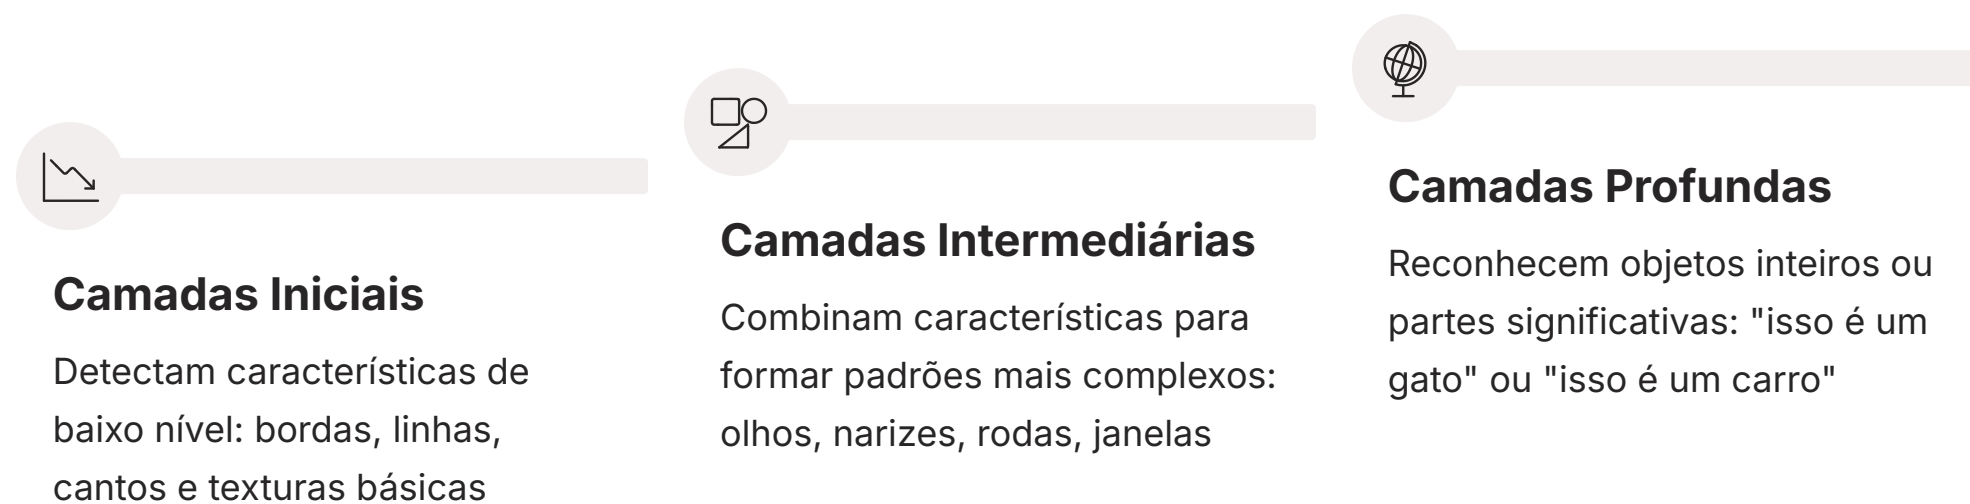 Camadas Iniciais
Detectam características de
baixo nível: bordas, linhas,
cantos e texturas básicas
Camadas Intermediárias
Combinam características para
formar padrões mais complexos:
olhos, narizes, rodas, janelas
Camadas Profundas
Reconhecem objetos inteiros ou
partes significativas: "isso é um
gato" ou "isso é um carro"